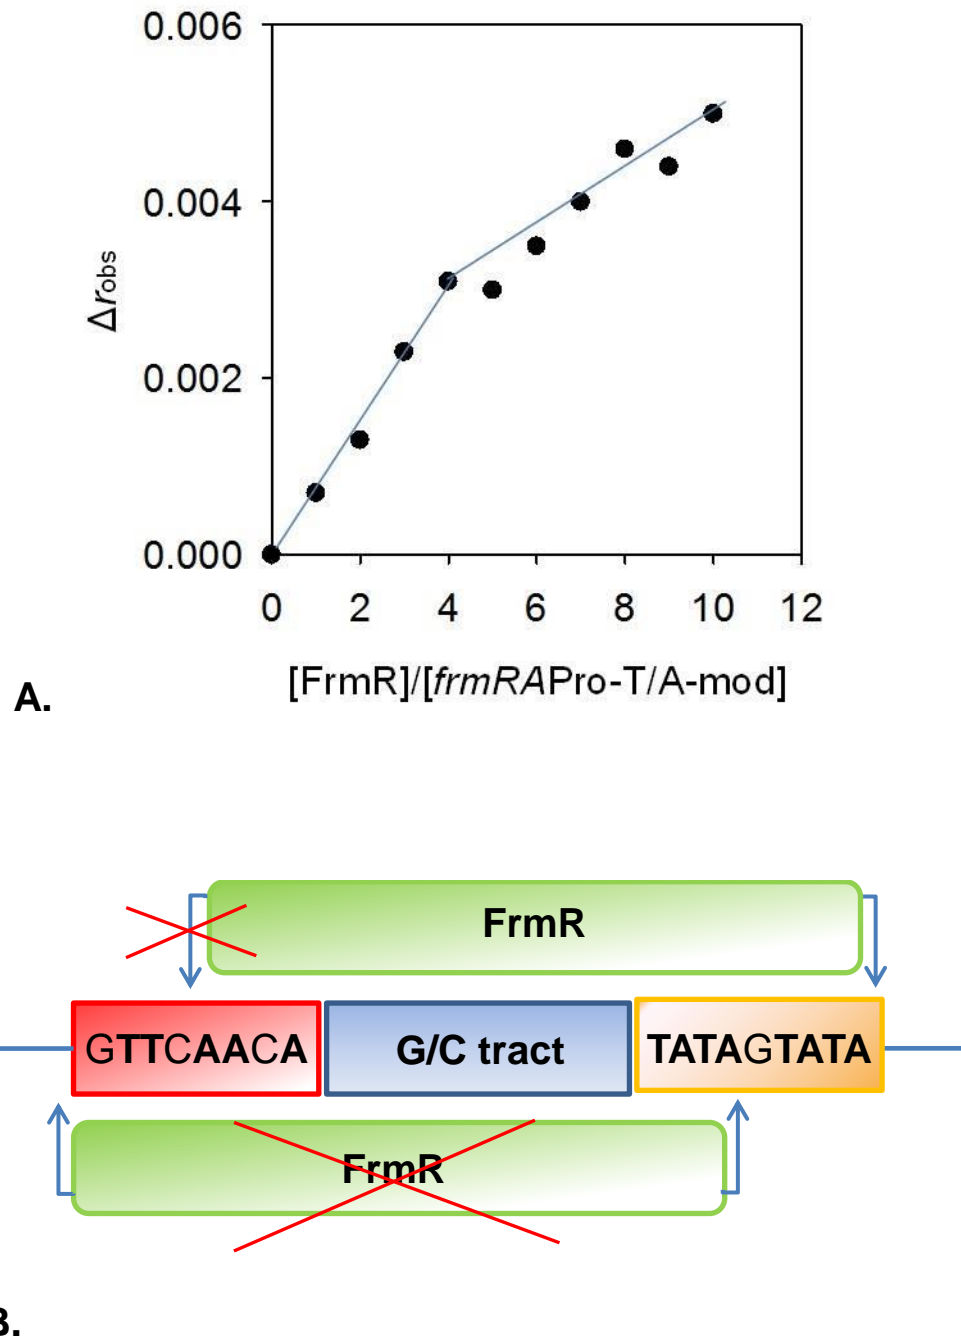 0.006
0.004
0.002
0.000
Δrobs
0 2 4 6 8 10 12
[FrmR]/[frmRAPro-T/A-mod]
A.
FrmR
GTTCAACA G/C tract TATAGTATA
FrmR
B.